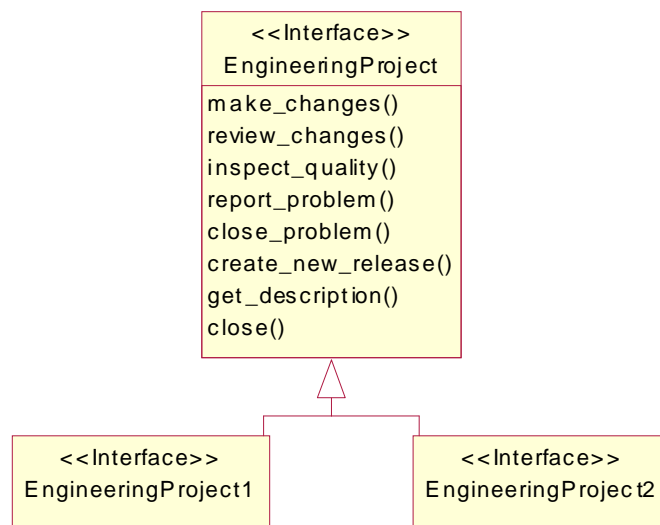 <<Interface>>
EngineeringProject
make_changes()
review_changes()
inspect_quality()
report_problem()
close_problem()
create_new_release()
get_description()
close()
<<Interface>>
EngineeringProject1
<<Interface>>
EngineeringProject2